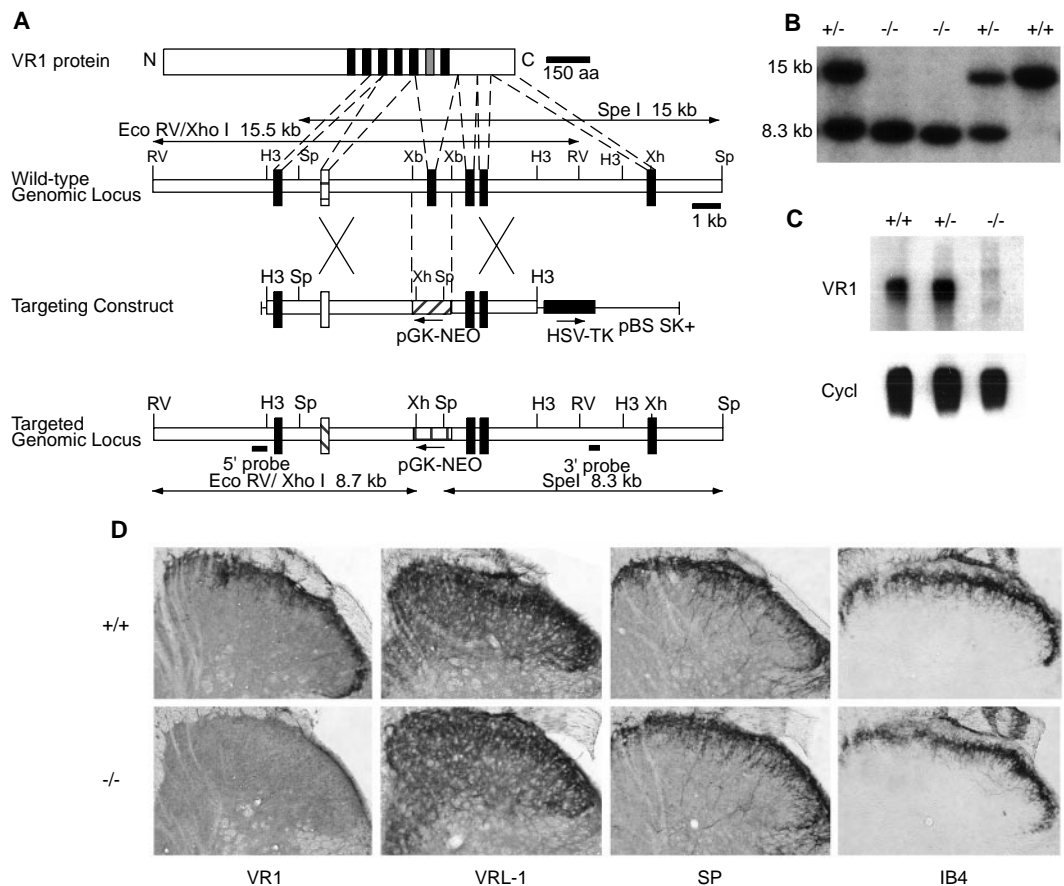 A
VR1 protein
N
C
150 aa
Spe I 15 kb
Eco RV/Xho I 15.5 kb
RV
H3
Sp
Xb
Xb
H3
RV
H3
Xh
Sp
Wild-type
Genomic Locus
1 kb
H3
Sp
Xh
Sp
H3
Targeting Construct
pGK-NEO
HSV-TK
pBS SK+
RV
H3
Sp
Xh
Sp
H3
RV
H3
Xh
Sp
Targeted
Genomic Locus
5' probe
pGK-NEO
3' probe
Eco RV/ Xho I 8.7 kb
SpeI 8.3 kb
B
+/-
-/-
-/-
+/-
+/+
15 kb
8.3 kb
C
+/+
+/-
-/-
VR1
Cycl
D
+/+
-/-
VR1
VRL-1
SP
IB4